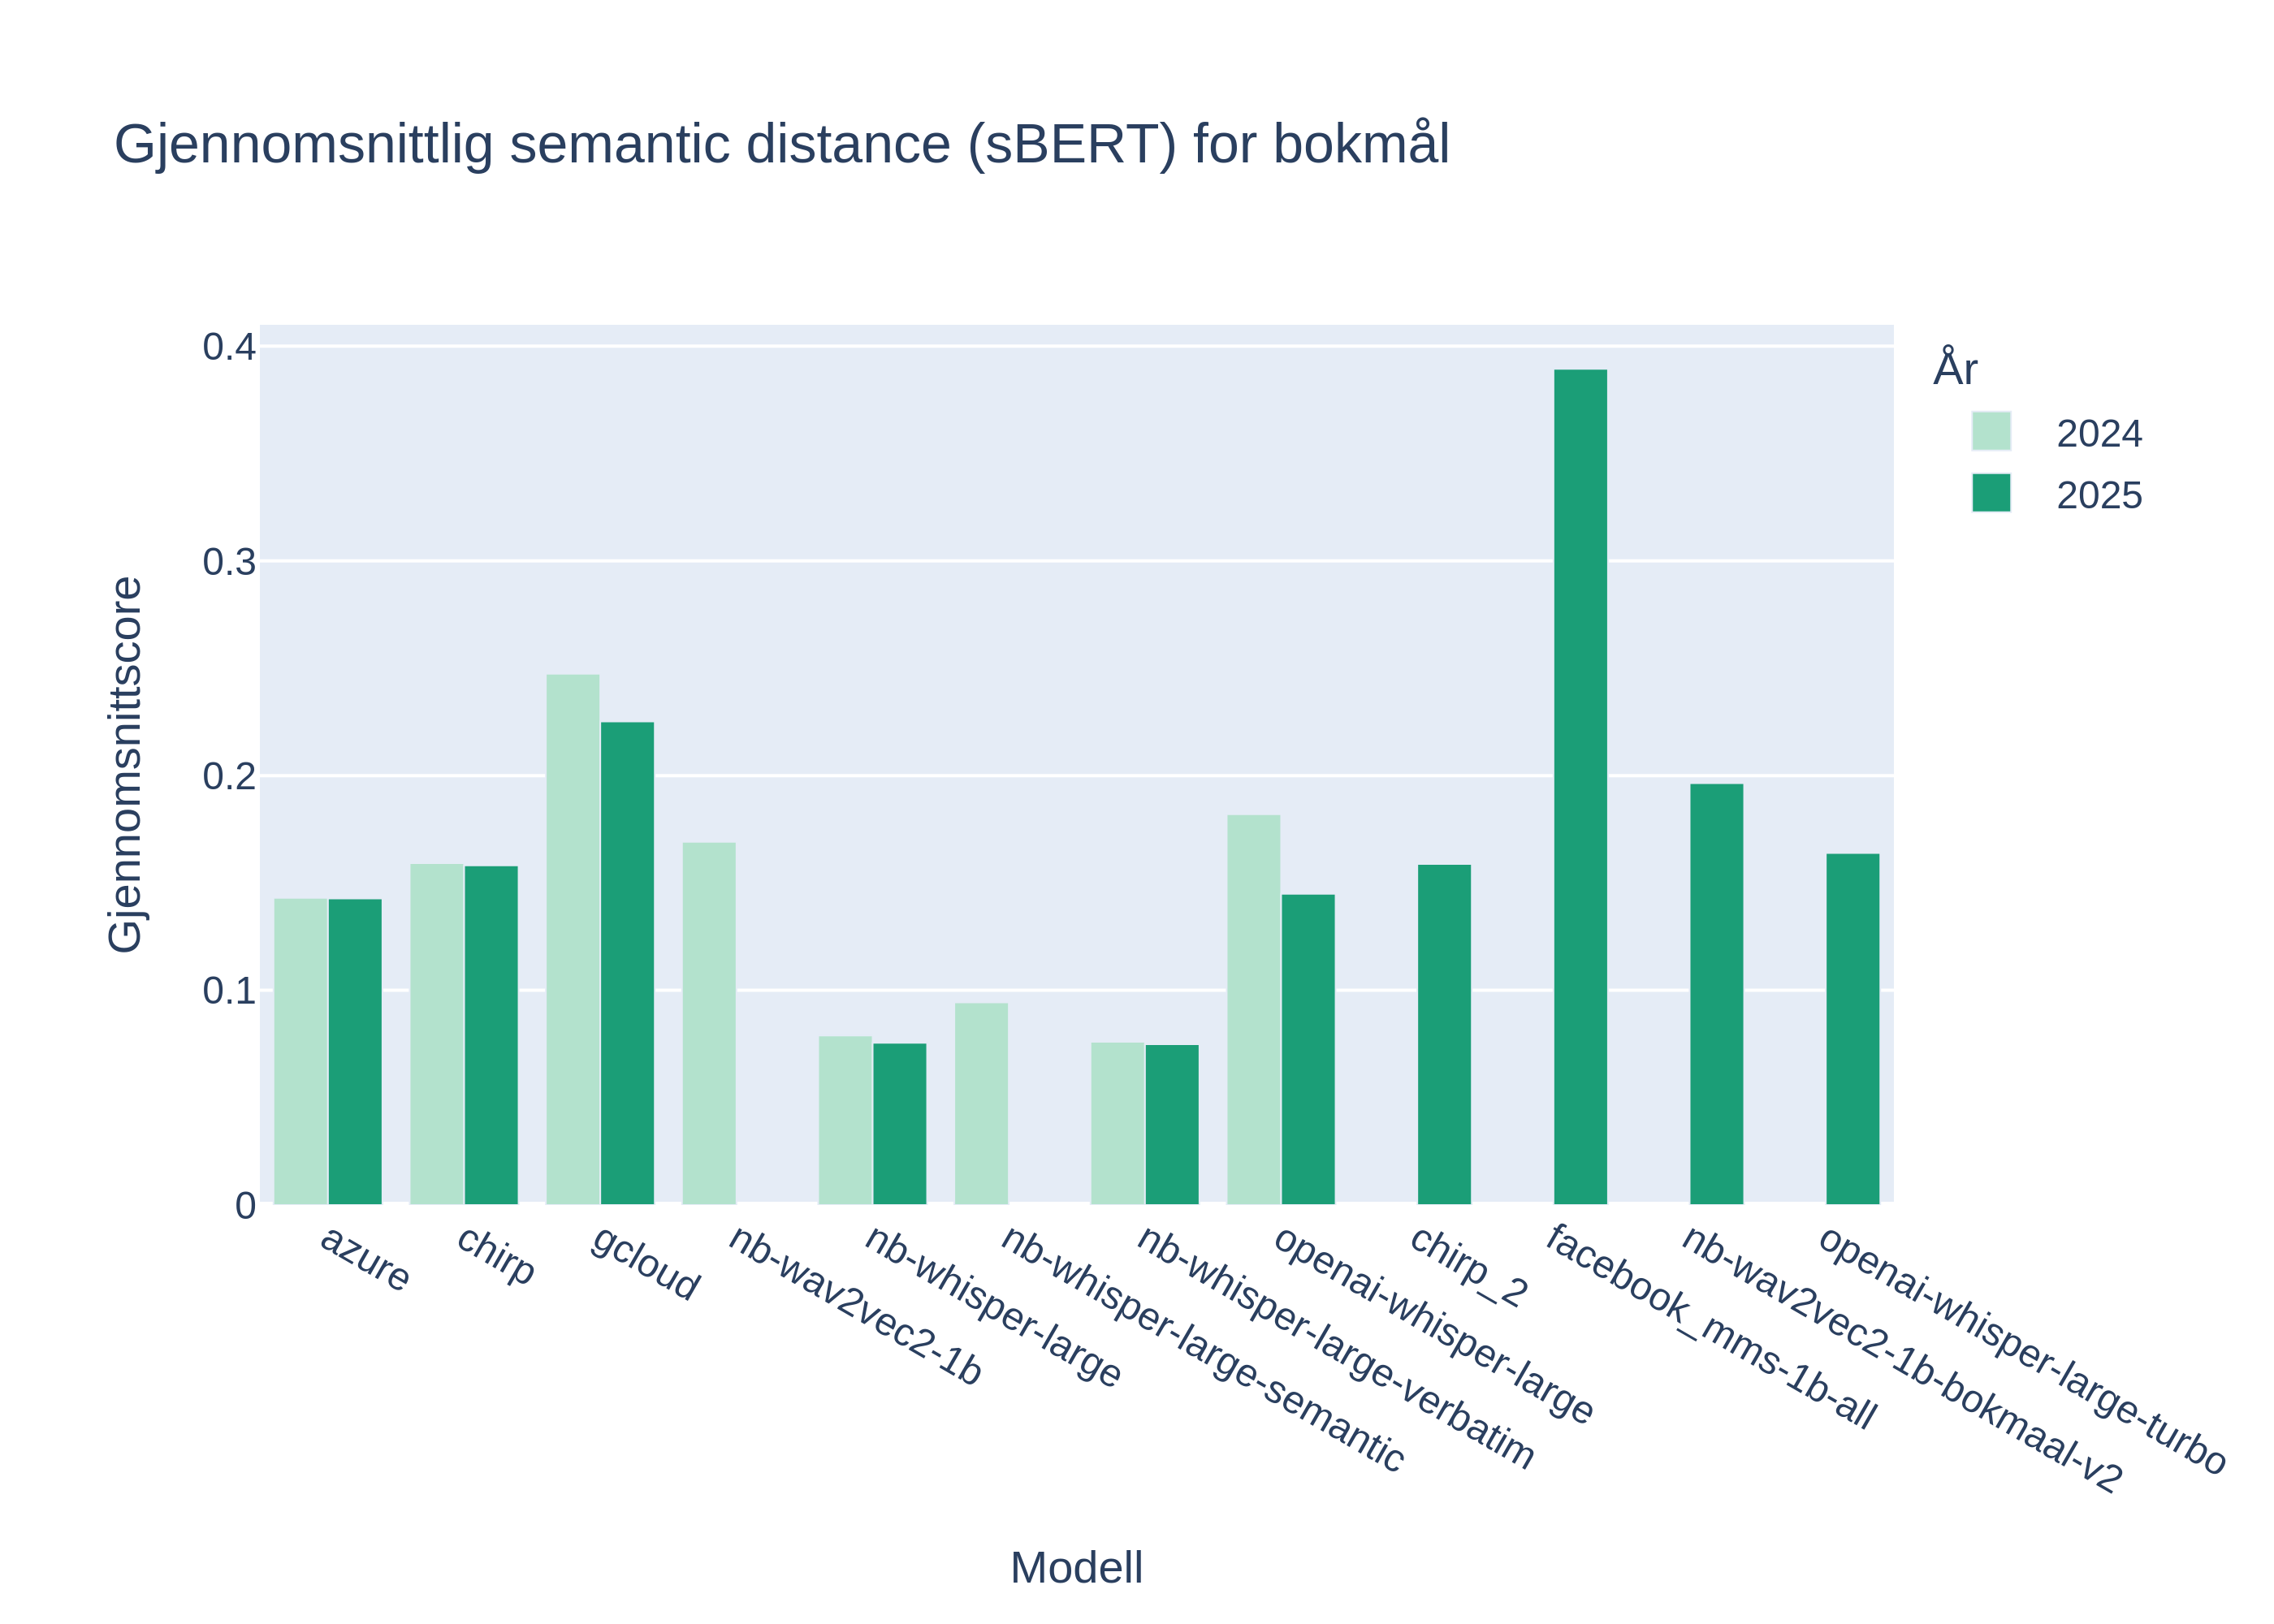 Gjennomsnittlig semantic distance (sBERT) for bokmål
Gjennomsnittscore
0.4
0.3
0.2
0.1
0
År
2024
2025
azure
chirp
gcloud
nb-wav2vec2-1b
nb-whisper-large
nb-whisper-large-semantic
nb-whisper-large-verbatim
openai-whisper-large
chirp_2
facebook_mms-1b-all
nb-wav2vec2-1b-bokmaal-v2
openai-whisper-large-turbo
Modell